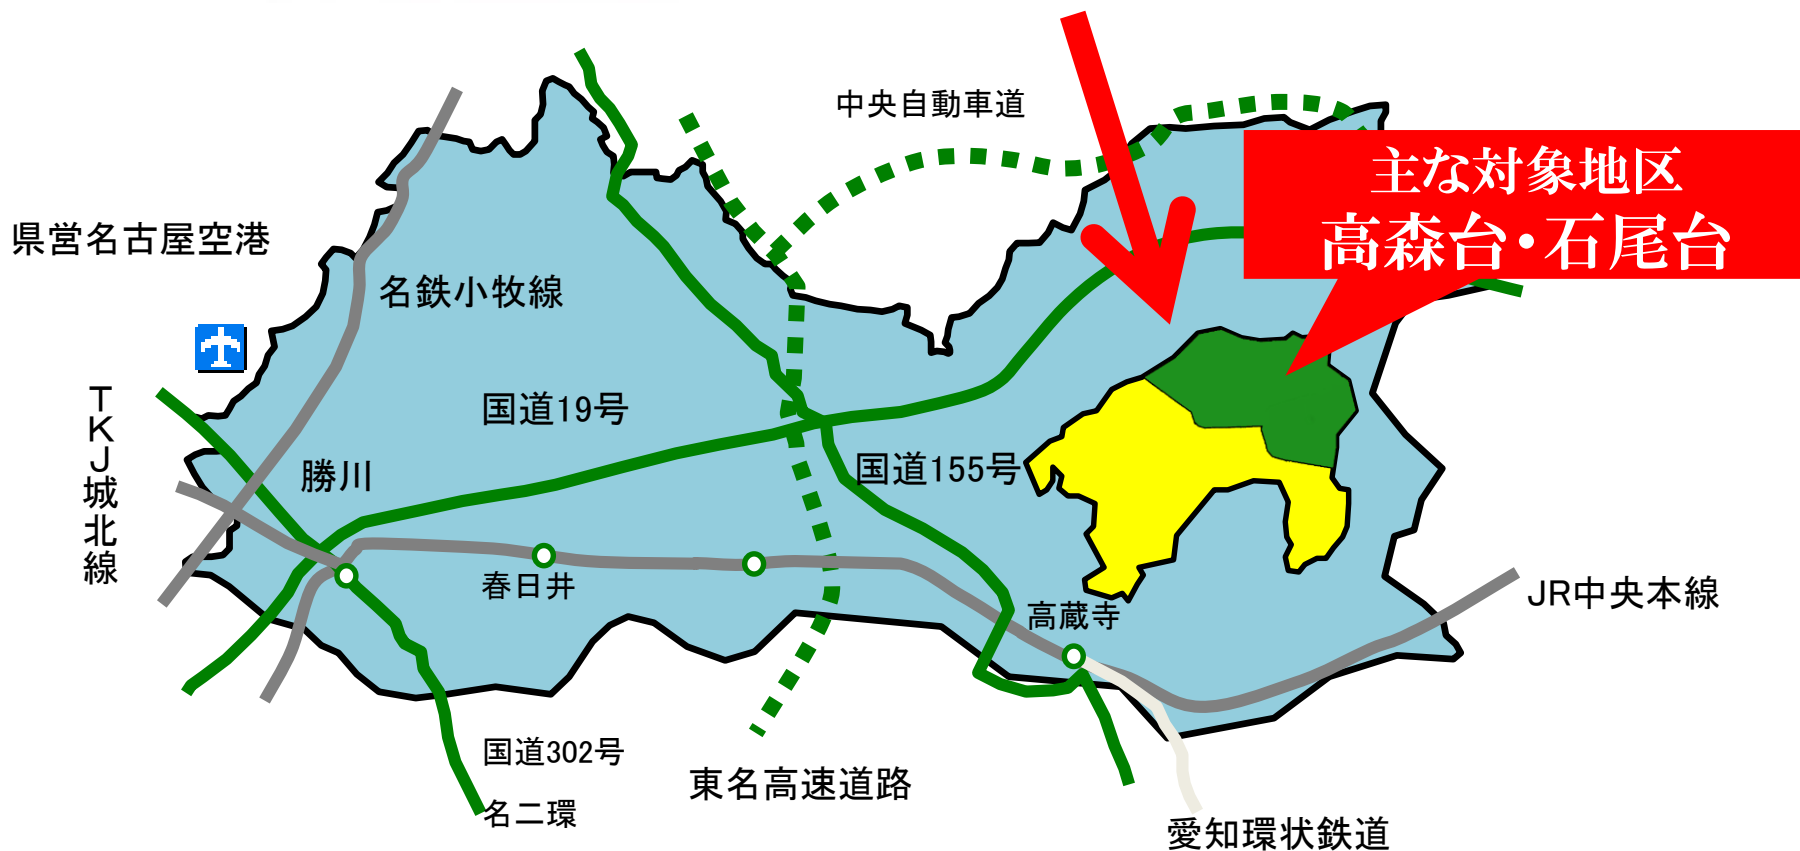 中央自動車道
主な対象地区
高森台・石尾台
県営名古屋空港
名鉄小牧線
国道19号
TKJ城北線
勝川
国道155号
春日井
高蔵寺
JR中央本線
国道302号
名二環
東名高速道路
愛知環状鉄道